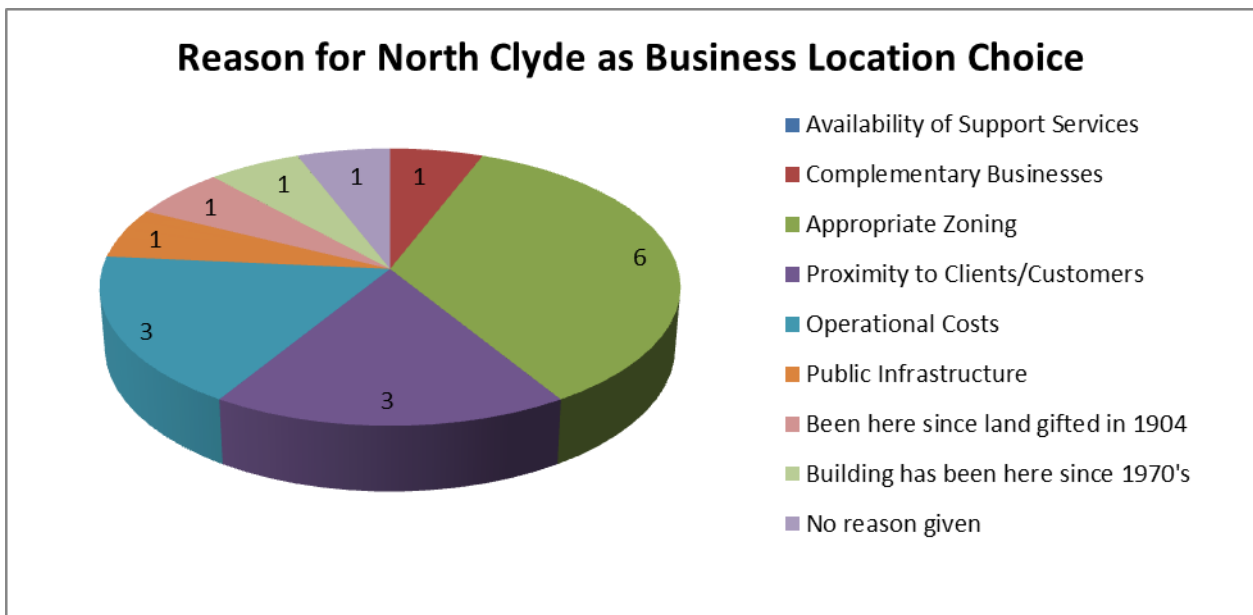 Reason for North Clyde as Business Location Choice
1
1
1
1
1
6
3
3
Availability of Support Services
Complementary Businesses
Appropriate Zoning
Proximity to Clients/Customers
Operational Costs
Public Infrastructure
Been here since land gifted in 1904
Building has been here since 1970's
No reason given